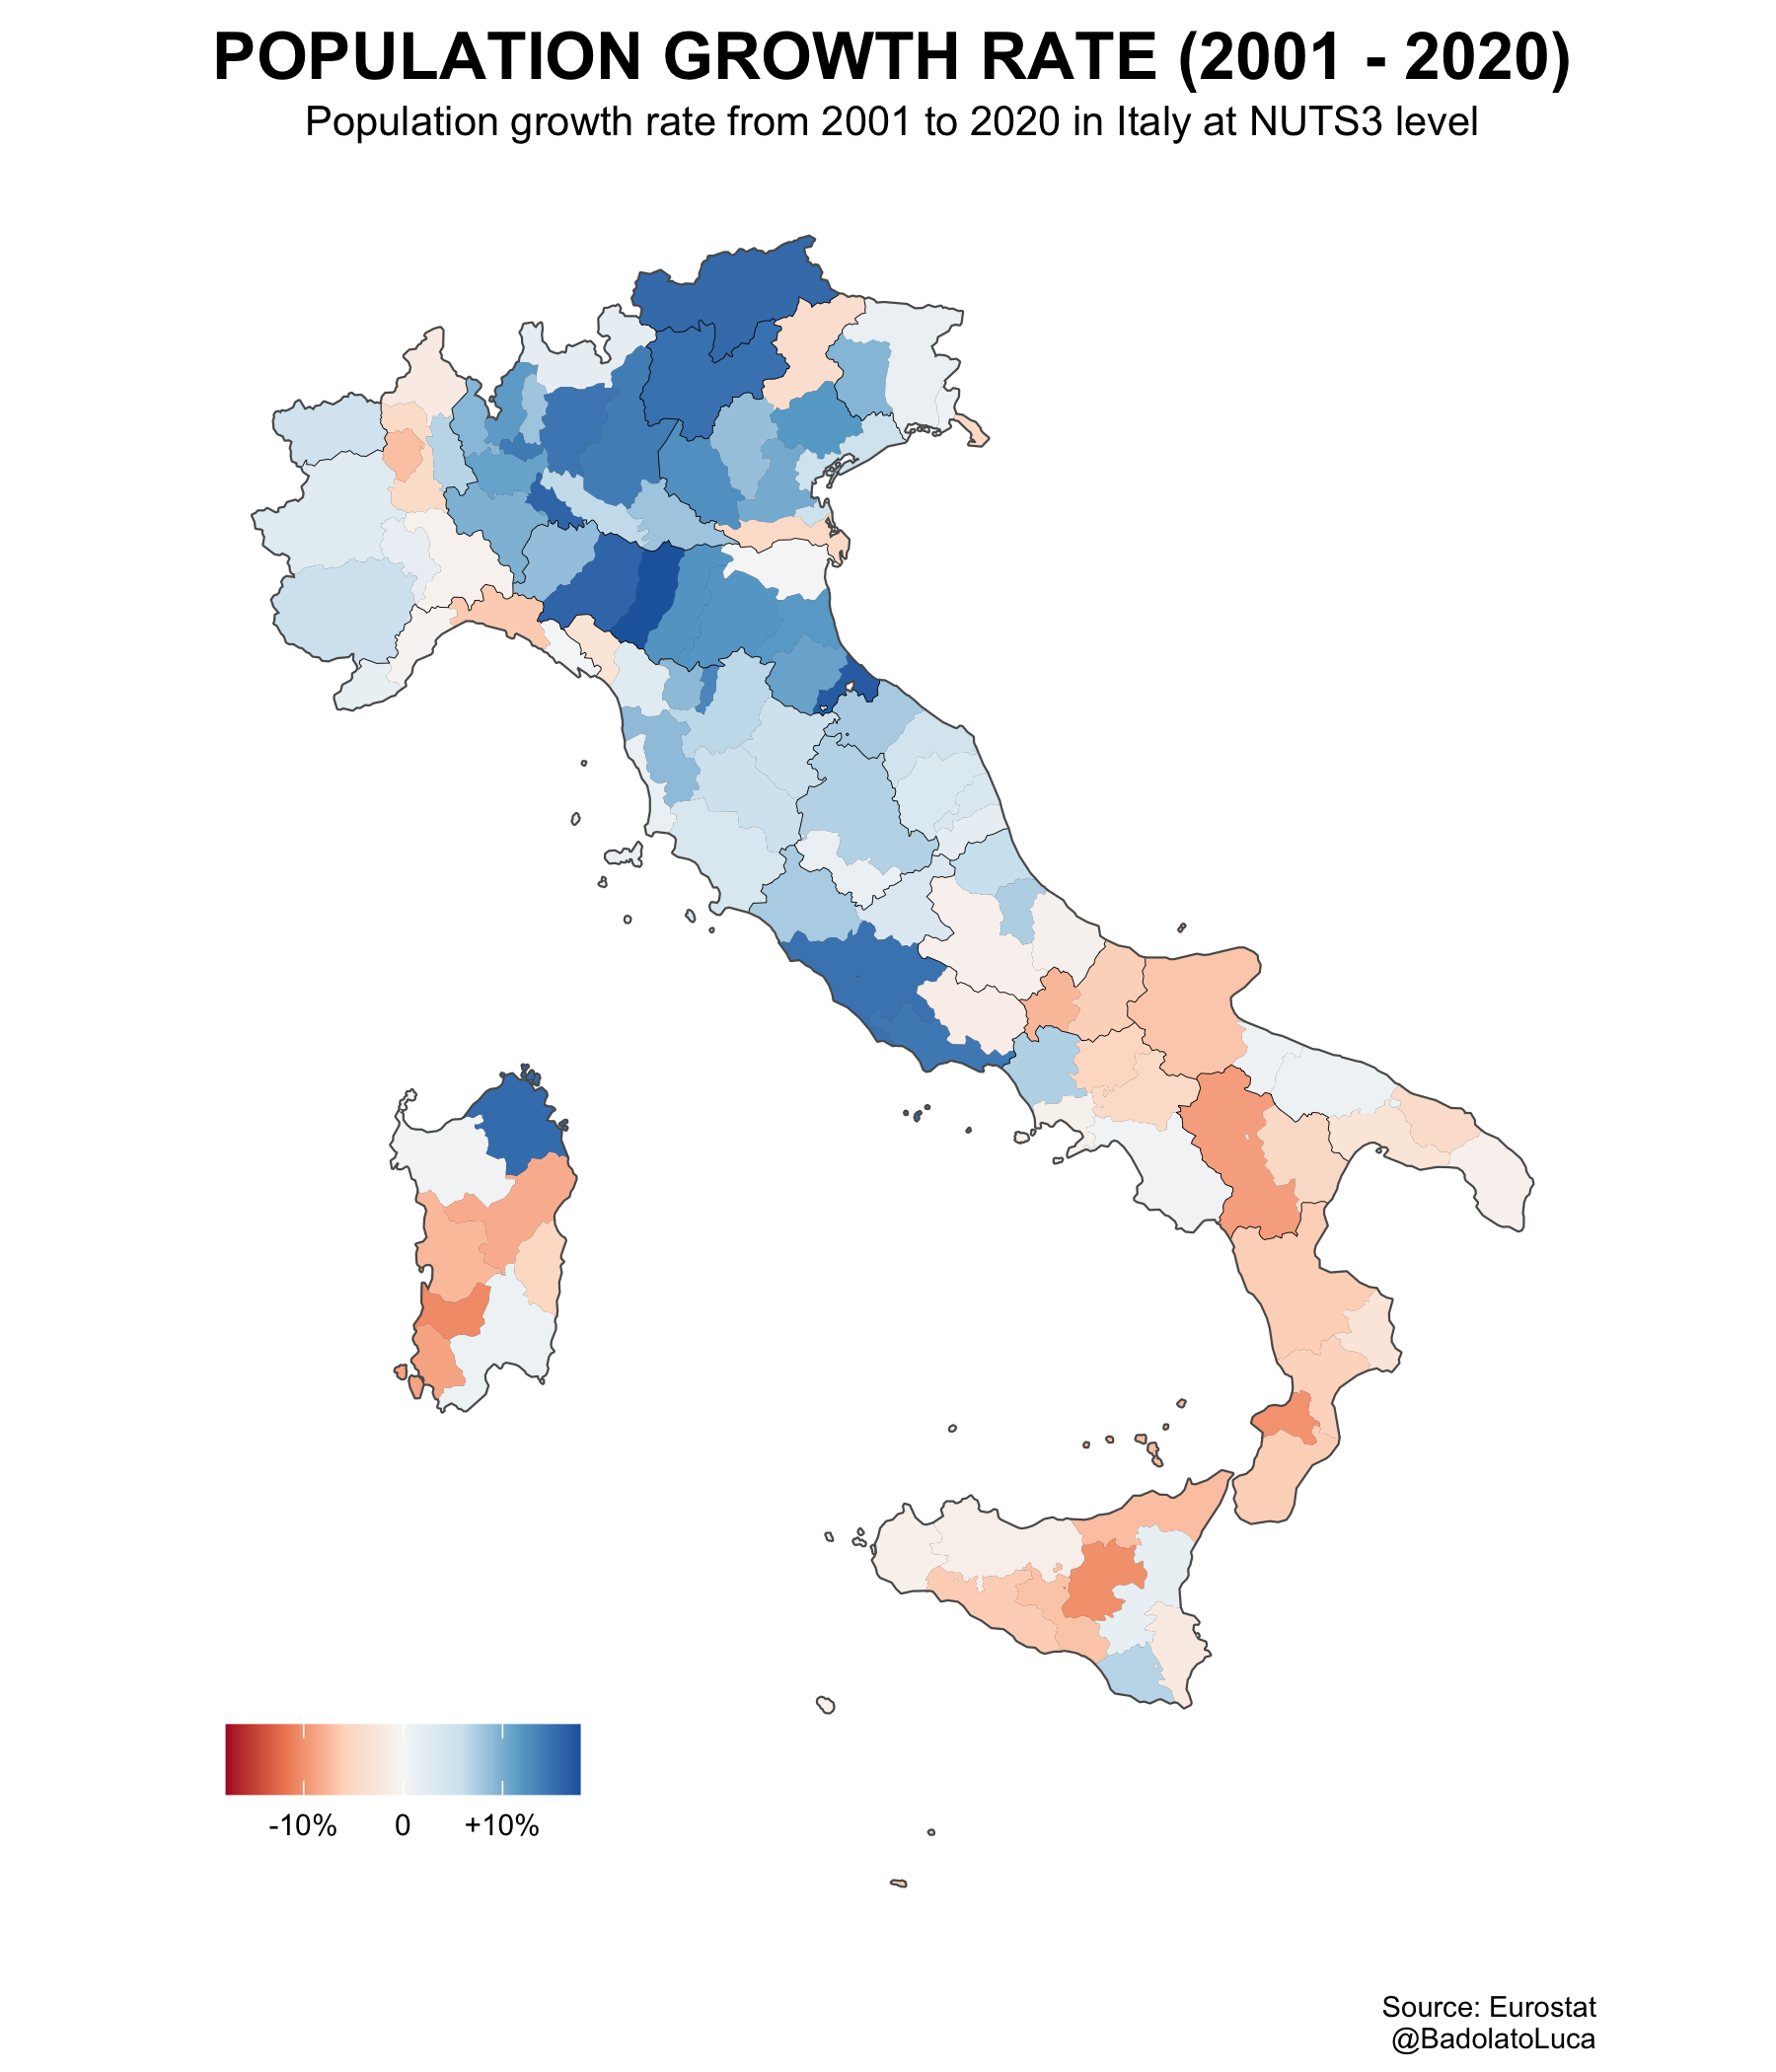 POPULATION GROWTH RATE (2001 - 2020)
Population growth rate from 2001 to 2020 in Italy at NUTS3 level
-10% 0 +10%
Source: Eurostat
@BadolatoLuca